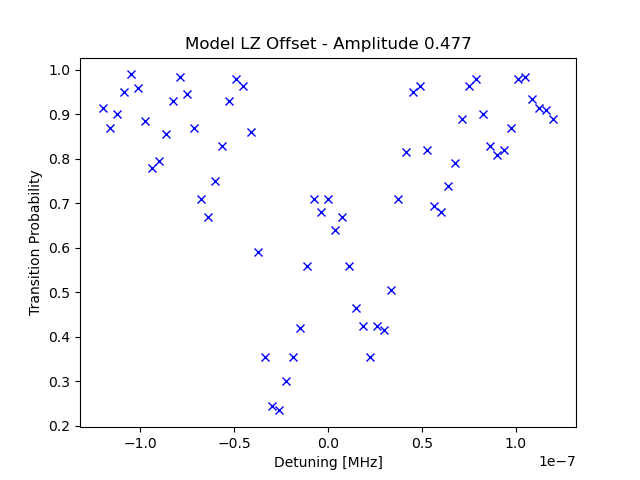 Model LZ Offset - Amplitude 0.477
1.0
0.9
0.8
0.7
0.6
0.5
0.4
0.3
0.2
Transition Probability
−1.0 −0.5 0.0 0.5 1.0
1e−7
Detuning [MHz]